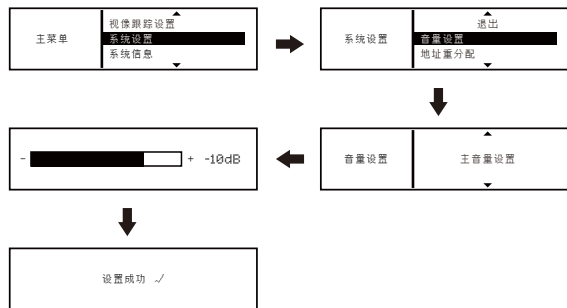 主菜单
视像跟踪设置
系统设置
系统信息
系统设置
退出
音量设置
地址重分配
- + -10dB
音量设置
主音量设置
设置成功 √